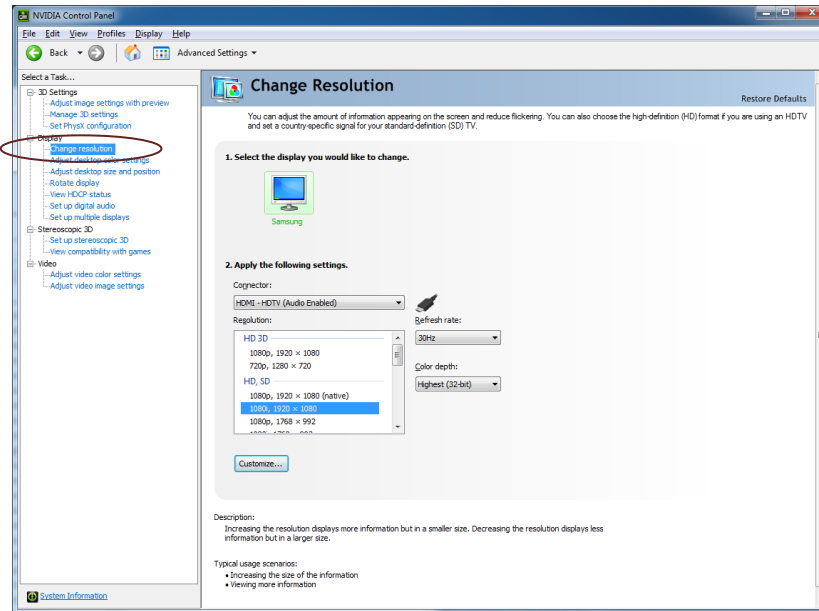 NVIDIA Control Panel
File Edit View Profiles Display Help
Back Advanced Settings
Select a Task...
3D Settings
Adjust image settings with preview
Manage 3D settings
Set PhysX configuration
Display
Change resolution
Adjust desktop color settings
Adjust desktop size and position
Rotate display
View HDCP status
Set up digital audio
Set up multiple displays
Stereoscopic 3D
Set up stereoscopic 3D
View compatibility with games
Video
Adjust video color settings
Adjust video image settings
System Information
Change Resolution
Restore Defaults
You can adjust the amount of information appearing on the screen and reduce flickering. You can also choose the high-definition (HD) format if you are using an HDTV
and set a country-specific signal for your standard-definition (SD) TV.
1. Select the display you would like to change.
Samsung
2. Apply the following settings.
Connector:
HDMI - HDTV (Audio Enabled)
Resolution:
HD 3D
1080p, 1920 × 1080
720p, 1280 × 720
HD, SD
1080p, 1920 × 1080 (native)
1080i, 1920 × 1080
1080p, 1768 × 992
Refresh rate:
30Hz
Color depth:
Highest (32-bit)
Customize...
Description:
Increasing the resolution displays more information but in a smaller size. Decreasing the resolution displays less
information but in a larger size.
Typical usage scenarios:
• Increasing the size of the information
• Viewing more information